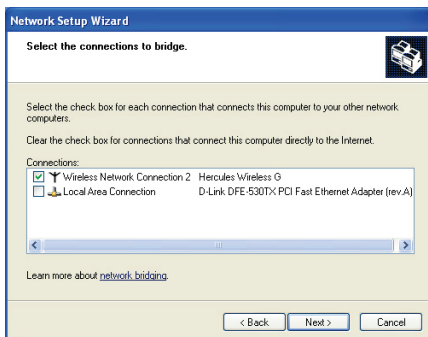 Network Setup Wizard
Select the connections to bridge.
Select the check box for each connection that connects this computer to your other network
computers.
Clear the check box for connections that connect this computer directly to the Internet.
Connections:
Wireless Network Connection 2 Hercules Wireless G
Local Area Connection D-Link DFE-530TX PCI Fast Ethernet Adapter (rev.A)
Learn more about network bridging.
< Back Next > Cancel